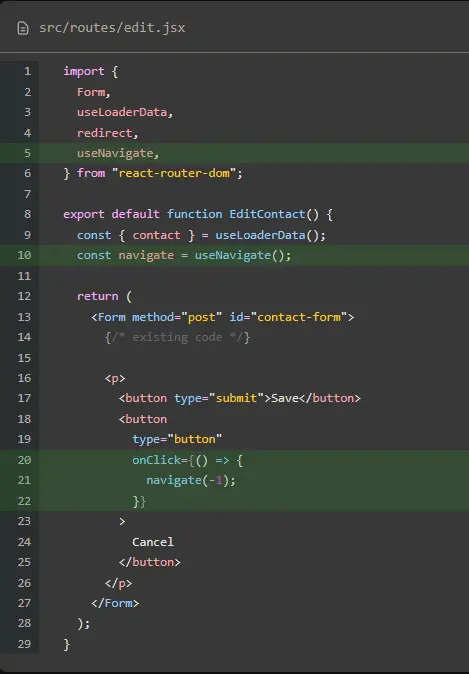 src/routes/edit.jsx
1 import {
2   Form,
3   useLoaderData,
4   redirect,
5   useNavigate,
6 } from "react-router-dom";
7
8 export default function EditContact() {
9   const { contact } = useLoaderData();
10   const navigate = useNavigate();
11
12   return (
13     <Form method="post" id="contact-form">
14       {/* existing code */}
15
16       <p>
17         <button type="submit">Save</button>
18         <button
19           type="button"
20           onClick={() => {
21             navigate(-1);
22           }}
23         >
24           Cancel
25         </button>
26       </p>
27     </Form>
28   );
29 }